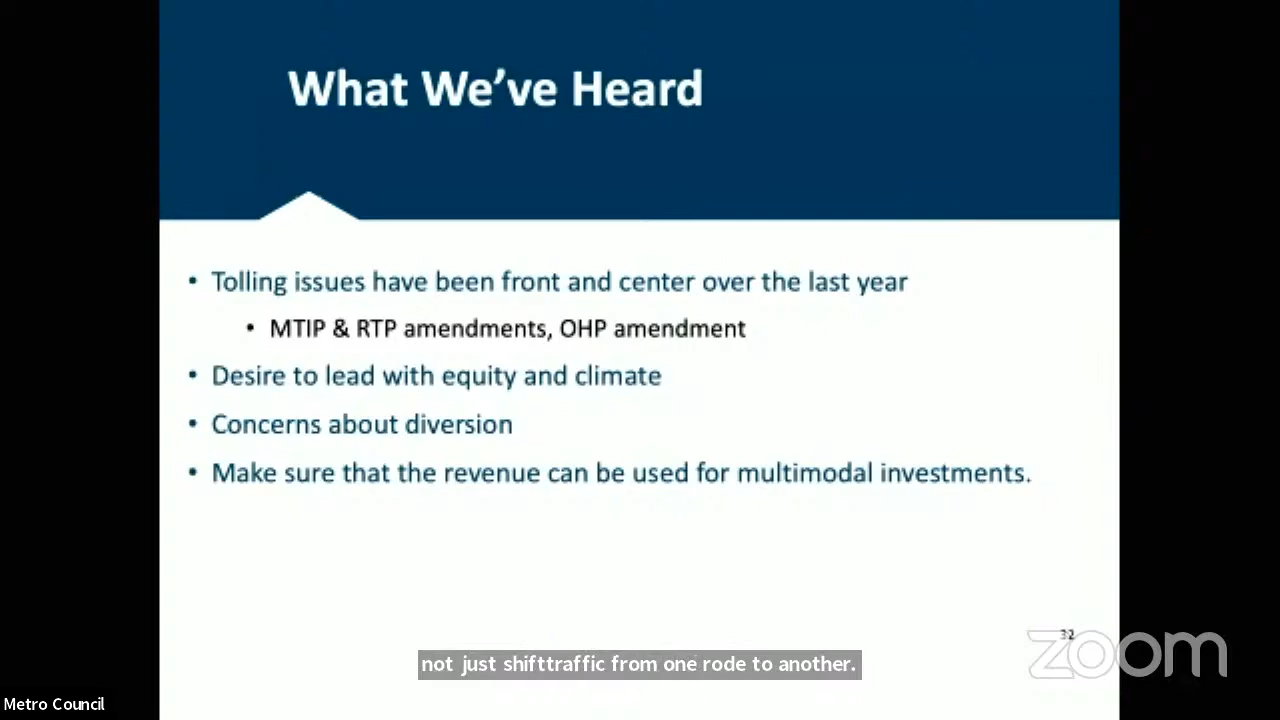 What We've Heard
• Tolling issues have been front and center over the last year
• MTIP & RTP amendments, OHP amendment
• Desire to lead with equity and climate
• Concerns about diversion
• Make sure that the revenue can be used for multimodal investments.
32
zoom
not just shifttraffic from one rode to another.
Metro Council